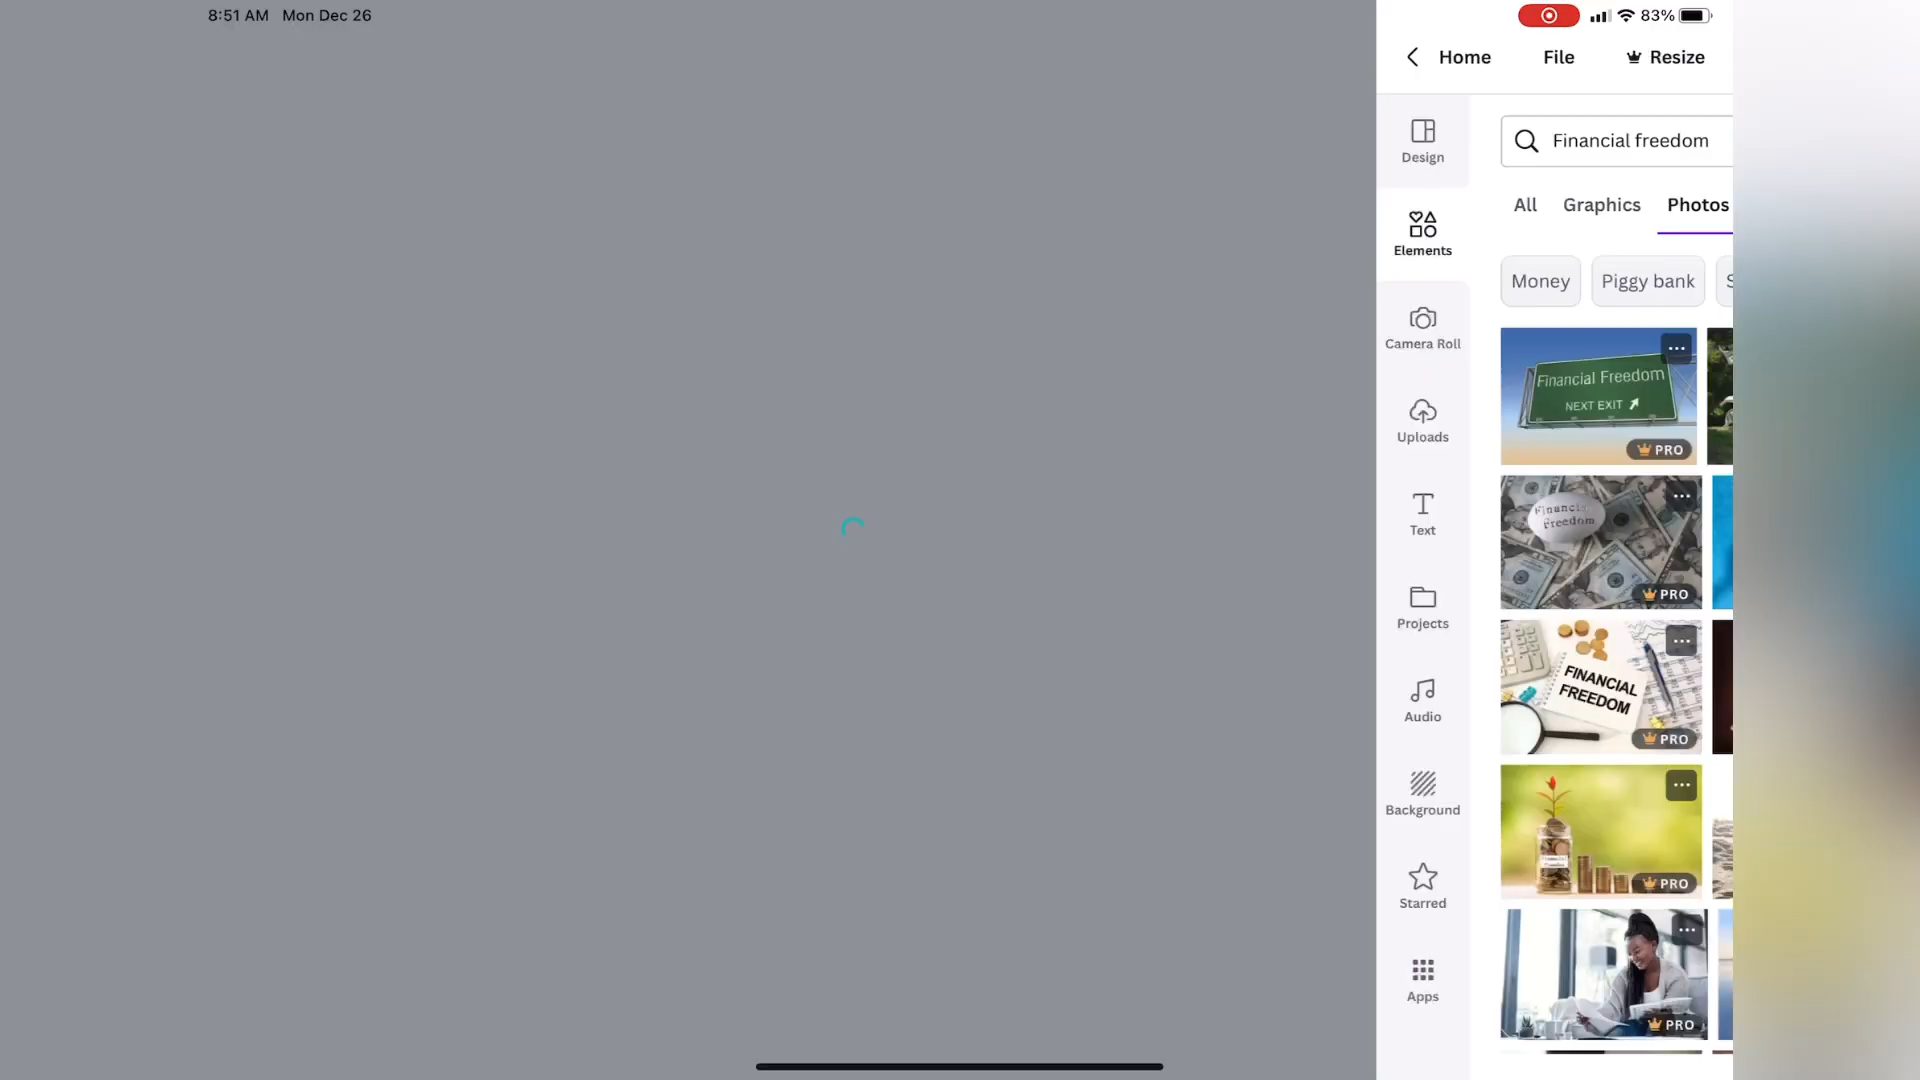 8:51 AM Mon Dec 26
83%
Home File Resize
Design
Elements
Camera Roll
Uploads
Text
Projects
Audio
Background
Starred
Apps
Financial freedom
All Graphics Photos
Money Piggy bank S
Financial Freedom
NEXT EXIT
PRO
Financial
Freedom
PRO
FINANCIAL
FREEDOM
PRO
PRO
PRO